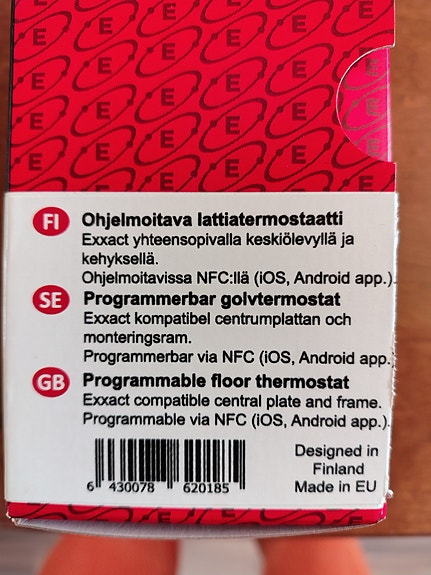 FI Ohjelmoitava lattiatermostaatti
Exxact yhteensopivalla keskiölevyllä ja
kehyksellä.
Ohjelmoitavissa NFC:llä (iOS, Android app.).
SE Programmerbar golvtermostat
Exxact kompatibel centrumplattan och
monteringsram.
Programmerbar via NFC (iOS, Android app.)
GB Programmable floor thermostat
Exxact compatible central plate and frame.
Programmable via NFC (iOS, Android app.).
6 430078 620185
Designed in
Finland
Made in EU